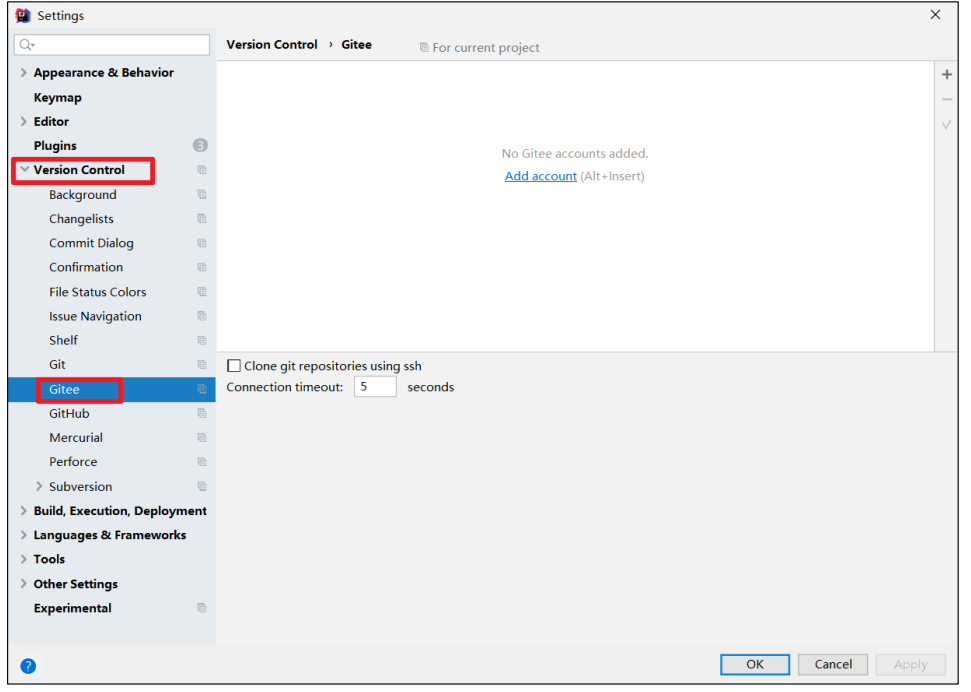 Settings
Version Control › Gitee For current project
Appearance & Behavior
Keymap
Editor
Plugins 3
Version Control
Background
Changelists
Commit Dialog
Confirmation
File Status Colors
Issue Navigation
Shelf
Git
Gitee
GitHub
Mercurial
Perforce
Subversion
Build, Execution, Deployment
Languages & Frameworks
Tools
Other Settings
Experimental
No Gitee accounts added.
Add account (Alt+Insert)
Clone git repositories using ssh
Connection timeout: 5 seconds
?
OK Cancel Apply